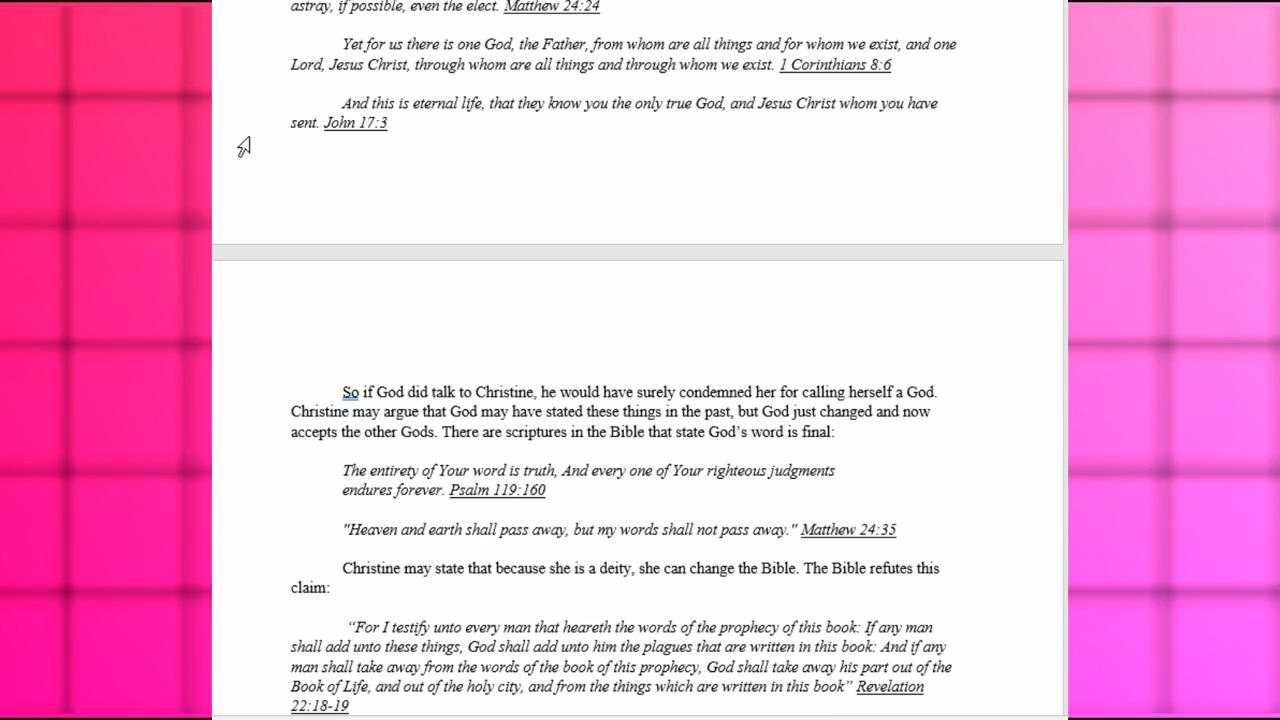 astray, if possible, even the elect. Matthew 24:24
Yet for us there is one God, the Father, from whom are all things and for whom we exist, and one
Lord, Jesus Christ, through whom are all things and through whom we exist. 1 Corinthians 8:6
And this is eternal life, that they know you the only true God, and Jesus Christ whom you have
sent. John 17:3
So if God did talk to Christine, he would have surely condemned her for calling herself a God.
Christine may argue that God may have stated these things in the past, but God just changed and now
accepts the other Gods. There are scriptures in the Bible that state God’s word is final:
The entirety of Your word is truth, And every one of Your righteous judgments
endures forever. Psalm 119:160
"Heaven and earth shall pass away, but my words shall not pass away." Matthew 24:35
Christine may state that because she is a deity, she can change the Bible. The Bible refutes this
claim:
“For I testify unto every man that heareth the words of the prophecy of this book: If any man
shall add unto these things, God shall add unto him the plagues that are written in this book: And if any
man shall take away from the words of the book of this prophecy, God shall take away his part out of the
Book of Life, and out of the holy city, and from the things which are written in this book” Revelation
22:18-19